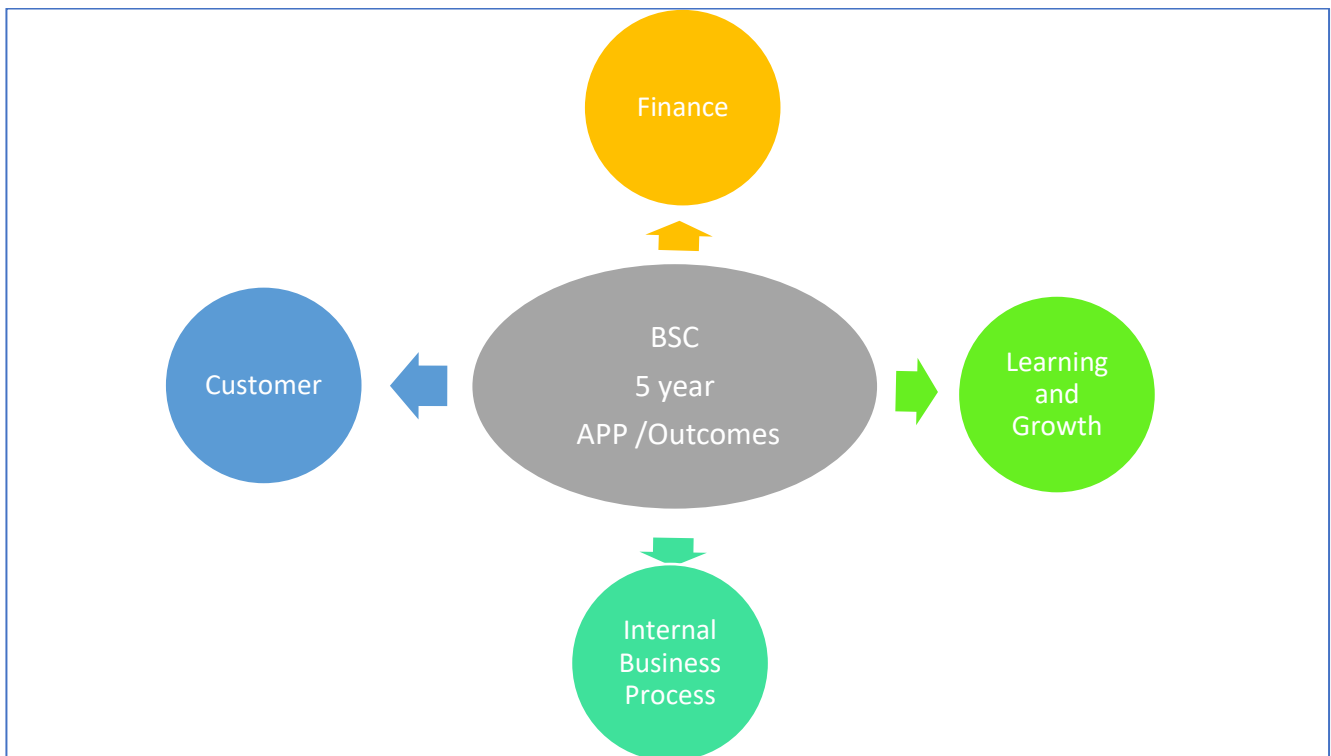 Finance
BSC
5 year
APP /Outcomes
Customer
Learning
and
Growth
Internal
Business
Process